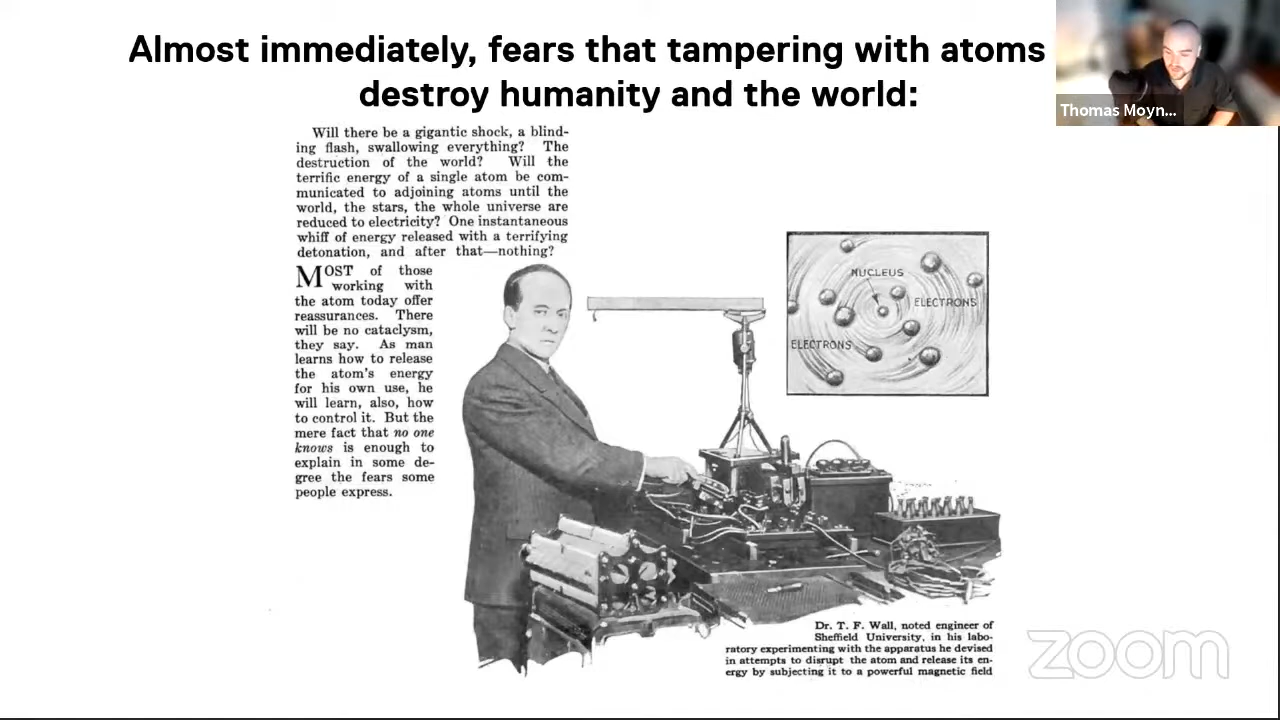 Almost immediately, fears that tampering with atoms
destroy humanity and the world:
Thomas Moyn...
Will there be a gigantic shock, a blind-
ing flash, swallowing everything? The
destruction of the world? Will the
terrific energy of a single atom be com-
municated to adjoining atoms until the
world, the stars, the whole universe are
reduced to electricity? One instantaneous
whiff of energy released with a terrifying
detonation, and after that—nothing?
MOST of those
working with
the atom today offer
reassurances. There
will be no cataclysm,
they say. As man
learns how to release
the atom's energy
for his own use, he
will learn, also, how
to control it. But the
mere fact that no one
knows is enough to
explain in some de-
gree the fears some
people express.
NUCLEUS
ELECTRONS
ELECTRONS
Dr. T. F. Wall, noted engineer of
Sheffield University, in his labo-
ratory experimenting with the apparatus he devised
in attempts to disrupt the atom and release its en-
ergy by subjecting it to a powerful magnetic field
zoom